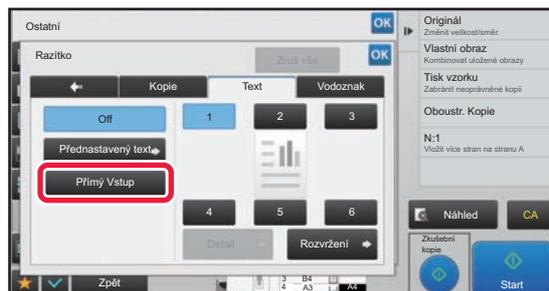 Ostatní
OK
Razítko
Zruš vše
OK
Kopie
Text
Vodoznak
Off
1
2
3
Přednastavený text
Přímý Vstup
4
5
6
Detail
Rozvržení
Zpět
3 B4
4 A3
A4
Originál
Změnit velikost/směr.
Vlastní obraz
Kombinovat uložené obrazy
Tisk vzorku
Zabránit neoprávněné kopii
Oboustr. Kopie
N:1
Vložit více stran na stranu A
Náhled
CA
Zkušební
kopie
Start